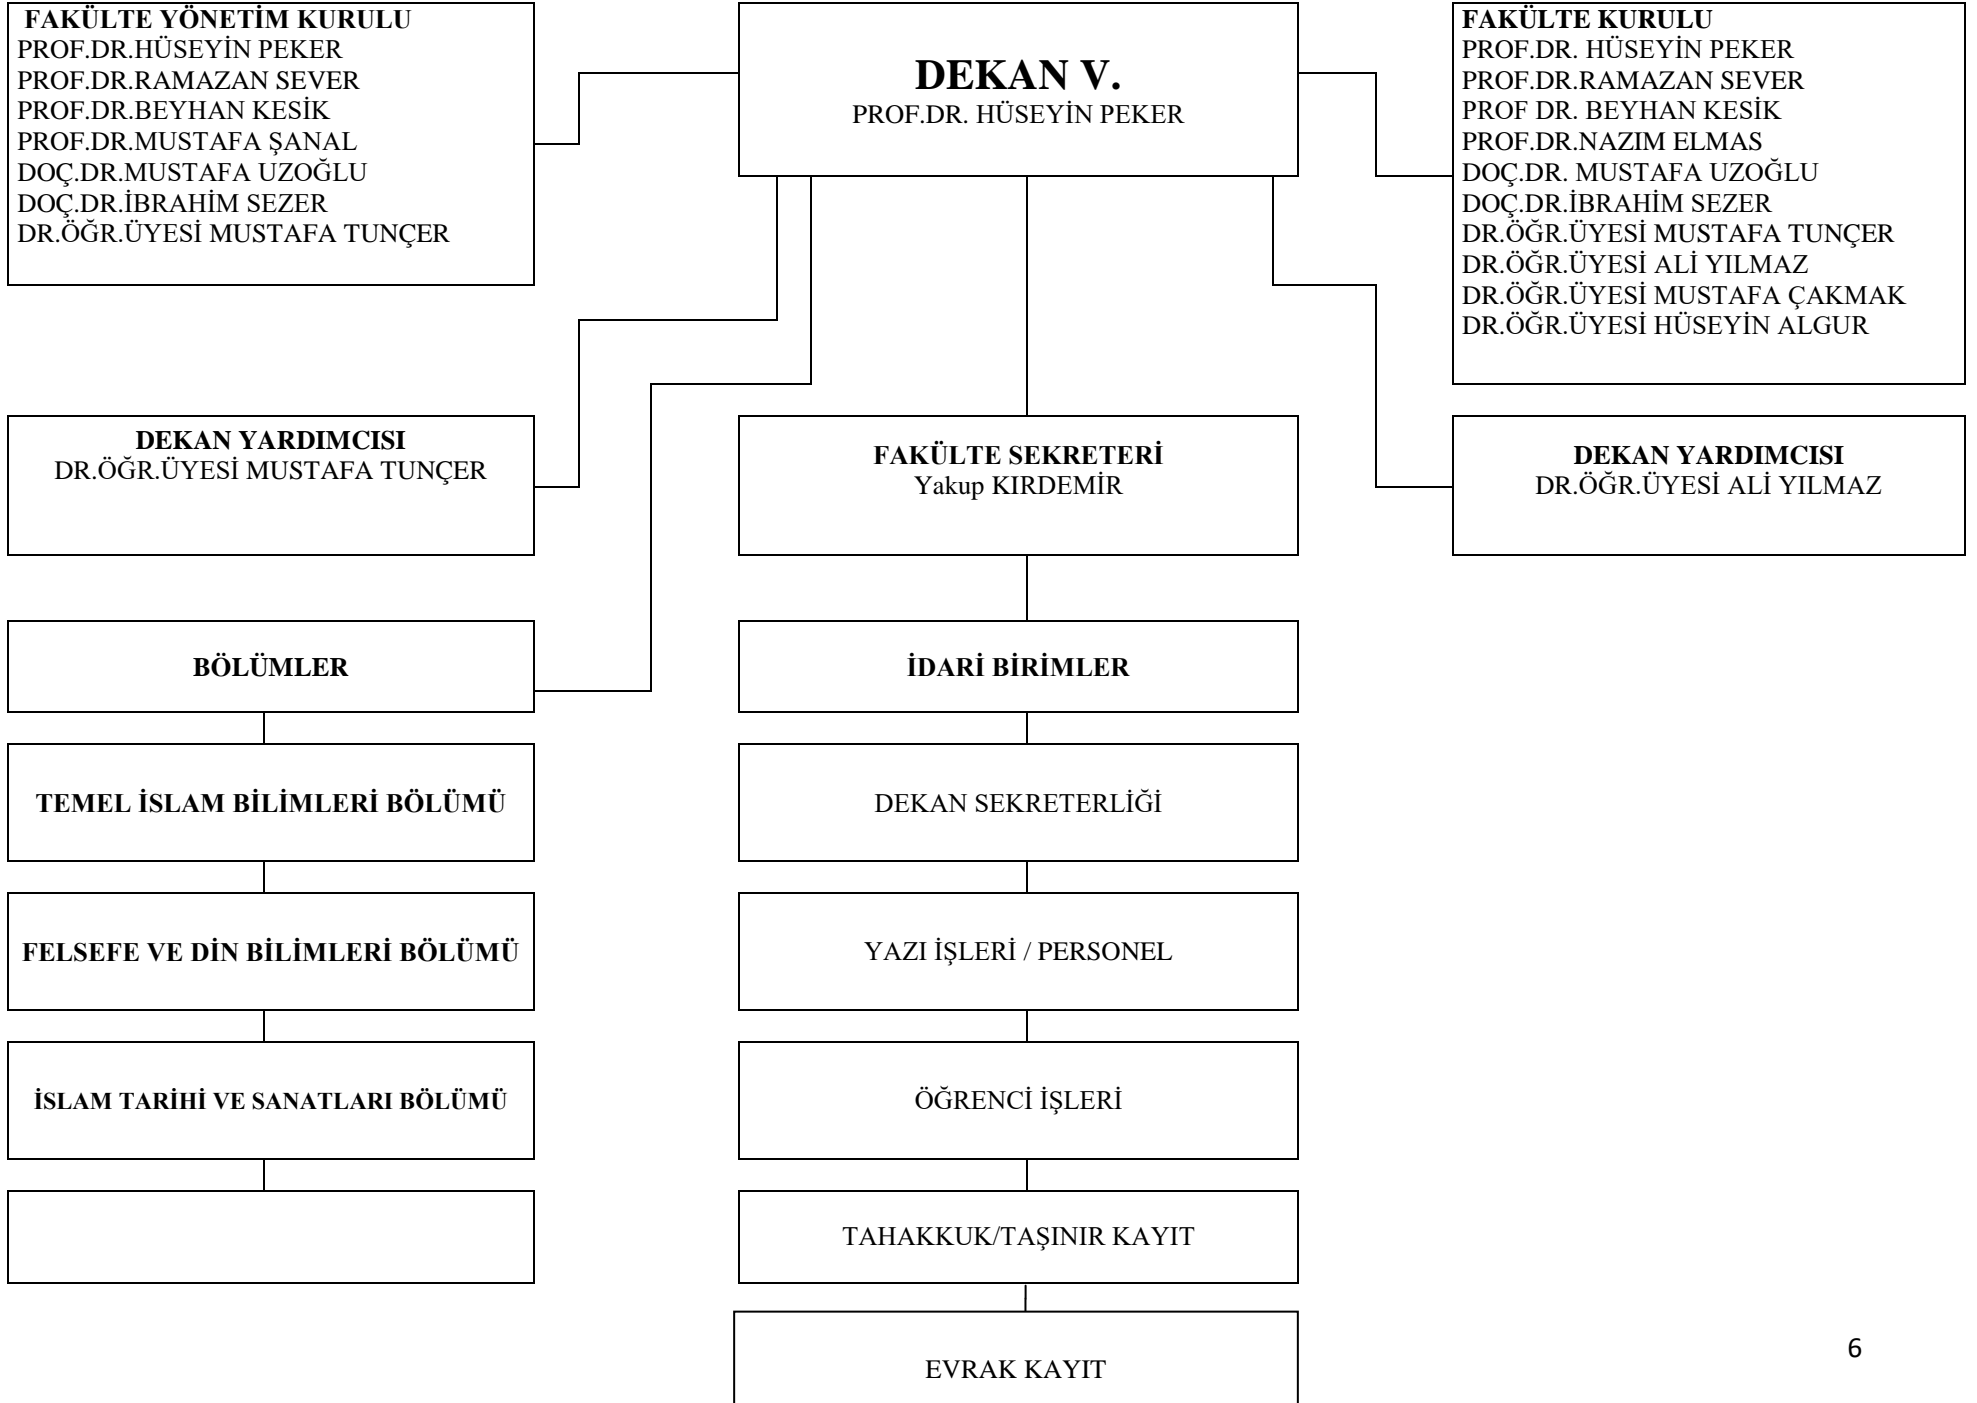 FAKÜLTE YÖNETİM KURULU
PROF.DR.HÜSEYİN PEKER
PROF.DR.RAMAZAN SEVER
PROF.DR.BEYHAN KESİK
PROF.DR.MUSTAFA ŞANAL
DOÇ.DR.MUSTAFA UZOĞLU
DOÇ.DR.İBRAHİM SEZER
DR.ÖĞR.ÜYESİ MUSTAFA TUNÇER
DEKAN V.
PROF.DR. HÜSEYİN PEKER
FAKÜLTE KURULU
PROF.DR. HÜSEYİN PEKER
PROF.DR.RAMAZAN SEVER
PROF DR. BEYHAN KESİK
PROF.DR.NAZIM ELMAS
DOÇ.DR. MUSTAFA UZOĞLU
DOÇ.DR.İBRAHİM SEZER
DR.ÖĞR.ÜYESİ MUSTAFA TUNÇER
DR.ÖĞR.ÜYESİ ALİ YILMAZ
DR.ÖĞR.ÜYESİ MUSTAFA ÇAKMAK
DR.ÖĞR.ÜYESİ HÜSEYİN ALGUR
DEKAN YARDIMCISI
DR.ÖĞR.ÜYESİ MUSTAFA TUNÇER
FAKÜLTE SEKRETERİ
Yakup KIRDEMİR
DEKAN YARDIMCISI
DR.ÖĞR.ÜYESİ ALİ YILMAZ
BÖLÜMLER
TEMEL İSLAM BİLİMLERİ BÖLÜMÜ
FELSEFE VE DİN BİLİMLERİ BÖLÜMÜ
İSLAM TARİHİ VE SANATLARI BÖLÜMÜ
İDARİ BİRİMLER
DEKAN SEKRETERLİĞİ
YAZI İŞLERİ / PERSONEL
ÖĞRENCİ İŞLERİ
TAHAKKUK/TAŞINIR KAYIT
EVRAK KAYIT
6